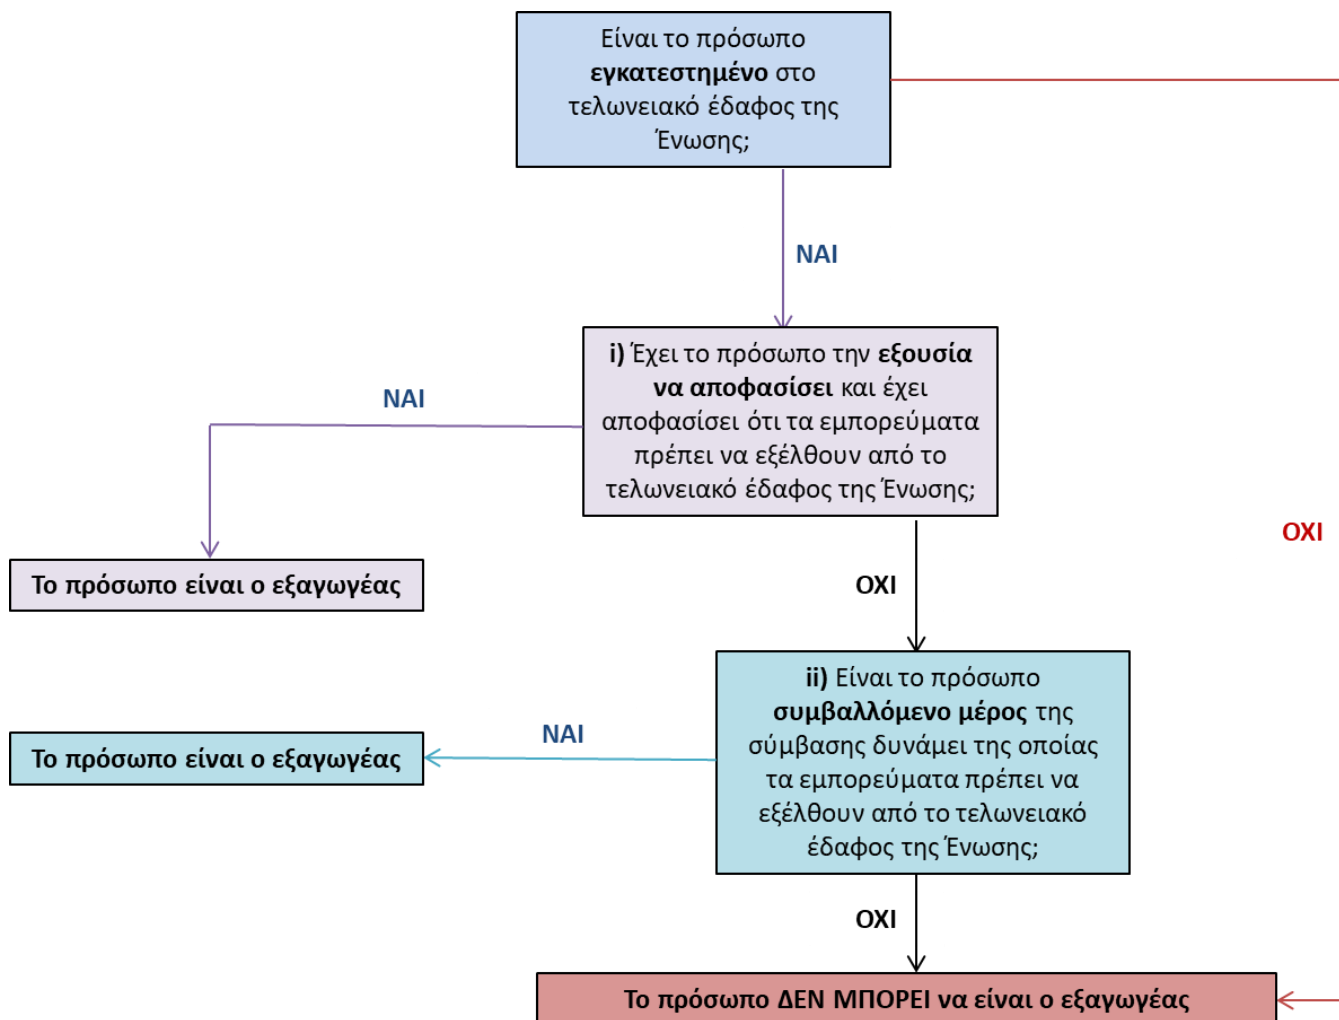 Είναι το πρόσωπο
εγκατεστημένο στο
τελωνειακό έδαφος της
Ένωσης;
ΝΑΙ
i) Έχει το πρόσωπο την εξουσία
να αποφασίσει και έχει
αποφασίσει ότι τα εμπορεύματα
πρέπει να εξέλθουν από το
τελωνειακό έδαφος της Ένωσης;
ΝΑΙ
ΟΧΙ
Το πρόσωπο είναι ο εξαγωγέας
ΟΧΙ
ii) Είναι το πρόσωπο
συμβαλλόμενο μέρος της
σύμβασης δυνάμει της οποίας
τα εμπορεύματα πρέπει να
εξέλθουν από το τελωνειακό
έδαφος της Ένωσης;
ΝΑΙ
Το πρόσωπο είναι ο εξαγωγέας
ΟΧΙ
Το πρόσωπο ΔΕΝ ΜΠΟΡΕΙ να είναι ο εξαγωγέας